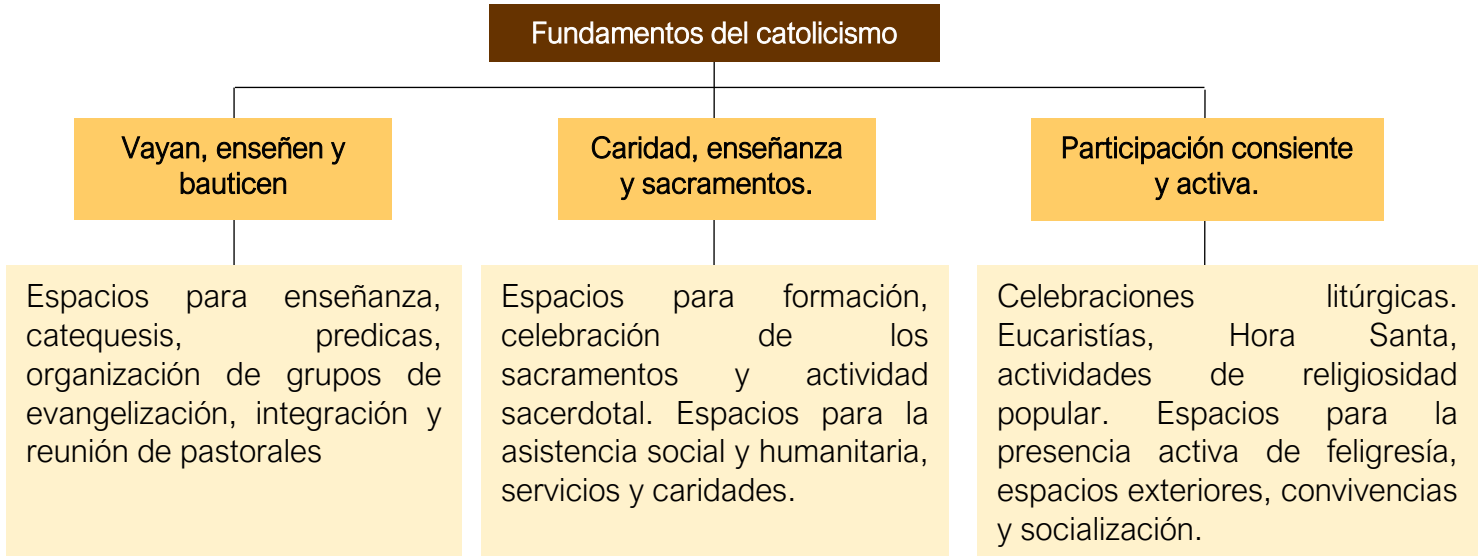 Fundamentos del catolicismo
Vayan, enseñen y
bauticen
Espacios para enseñanza,
catequesis, predicas,
organización de grupos de
evangelización, integración y
reunión de pastorales
Caridad, enseñanza
y sacramentos.
Espacios para formación,
celebración de los
sacramentos y actividad
sacerdotal. Espacios para la
asistencia social y humanitaria,
servicios y caridades.
Participación consiente
y activa.
Celebraciones litúrgicas.
Eucaristías, Hora Santa,
actividades de religiosidad
popular. Espacios para la
presencia activa de feligresía,
espacios exteriores, convivencias
y socialización.